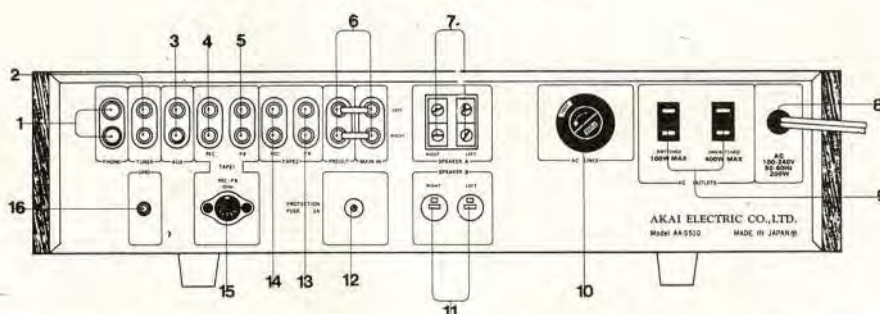 6 7
3 4 5
2
8
1
LEFT
RIGHT
PHONO TUNER AUX REC PB REC PB PRE OUT MAIN IN
TAPE1 TAPE2
RIGHT LEFT
SPEAKER A
SPEAKER B
RIGHT LEFT
GND
REC/PB
(DIN)
PROTECTION
FUSE
AC FUSES
SWITCHED UNSWITCHED
100W MAX 400W MAX
AC OUTLETS
AC
100-240V
50-60Hz
200W
9
16
AKAI ELECTRIC CO.,LTD.
Model AA-5510 MADE IN JAPAN
15 14 13 12 11 10